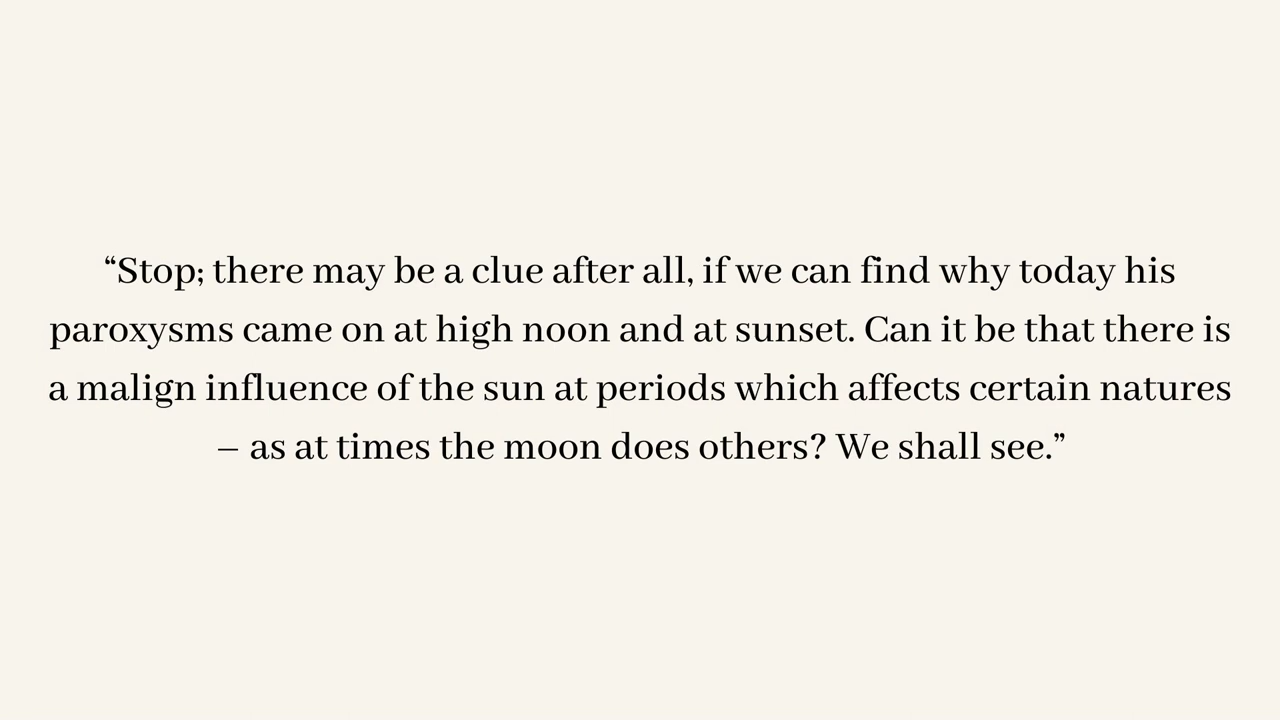 “Stop; there may be a clue after all, if we can find why today his
paroxysms came on at high noon and at sunset. Can it be that there is
a malign influence of the sun at periods which affects certain natures
– as at times the moon does others? We shall see.”